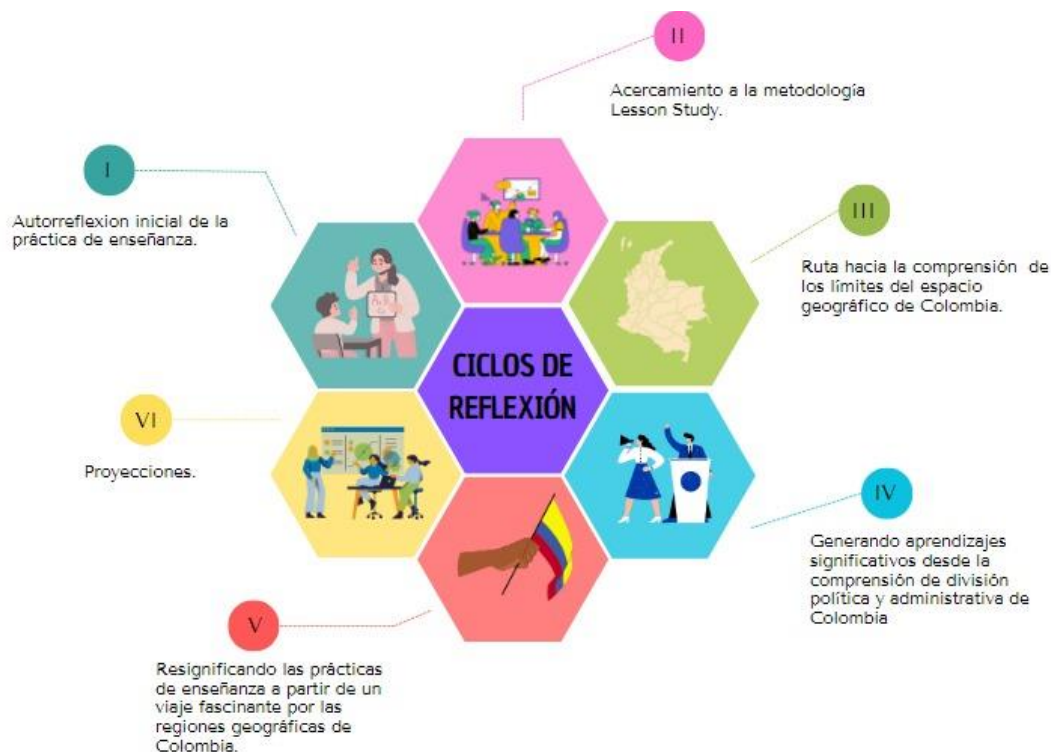 I
Autorreflexion inicial de la
práctica de enseñanza.
II
Acercamiento a la metodología
Lesson Study.
III
Ruta hacia la comprensión de
los límites del espacio
geográfico de Colombia.
CICLOS DE
REFLEXIÓN
IV
Generando aprendizajes
significativos desde la
comprensión de división
política y administrativa de
Colombia
V
Resignificando las prácticas
de enseñanza a partir de un
viaje fascinante por las
regiones geográficas de
Colombia.
VI
Proyecciones.